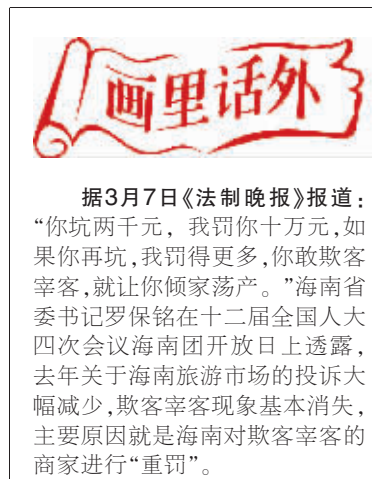 画里话外
据3月7日《法制晚报》报道：
“你坑两千元，我罚你十万元,如
果你再坑,我罚得更多,你敢欺客
宰客,就让你倾家荡产。”海南省
委书记罗保铭在十二届全国人大
四次会议海南团开放日上透露，
去年关于海南旅游市场的投诉大
幅减少,欺客宰客现象基本消失，
主要原因就是海南对欺客宰客的
商家进行“重罚”。